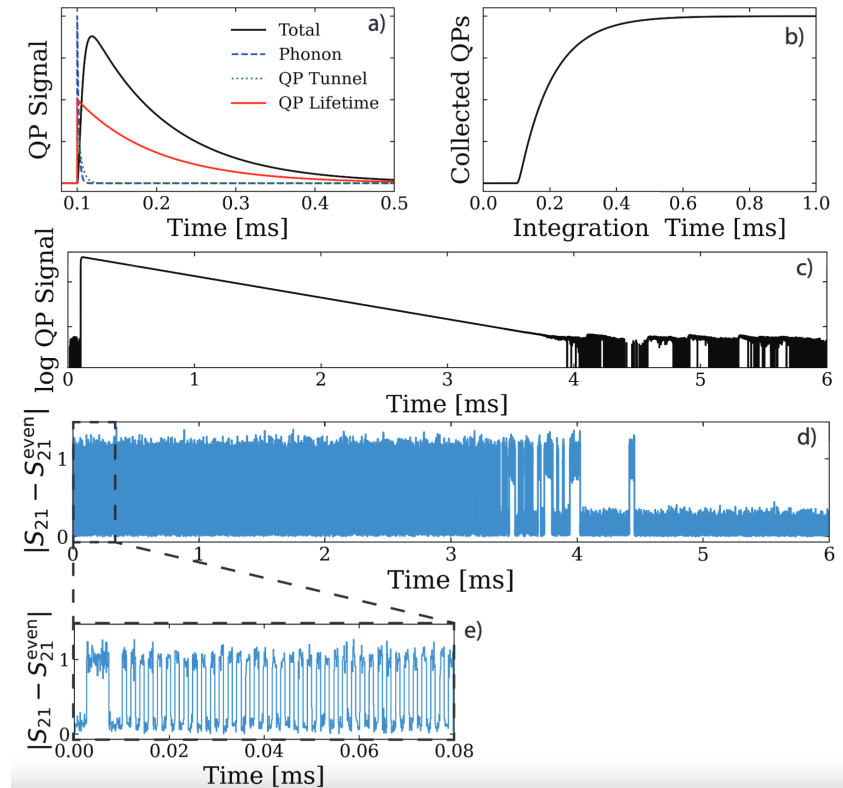 a)
Total
Phonon
QP Tunnel
QP Lifetime
QP Signal
0.1 0.2 0.3 0.4 0.5
Time [ms]
b)
Collected QPs
0.0 0.2 0.4 0.6 0.8 1.0
Integration Time [ms]
c)
log QP Signal
0 1 2 3 4 5 6
Time [ms]
d)
|S₂₁ − S₂₁ᵉᵛᵉⁿ|
1
0
0 1 2 3 4 5 6
Time [ms]
e)
|S₂₁ − S₂₁ᵉᵛᵉⁿ|
1
0
0.00 0.02 0.04 0.06 0.08
Time [ms]